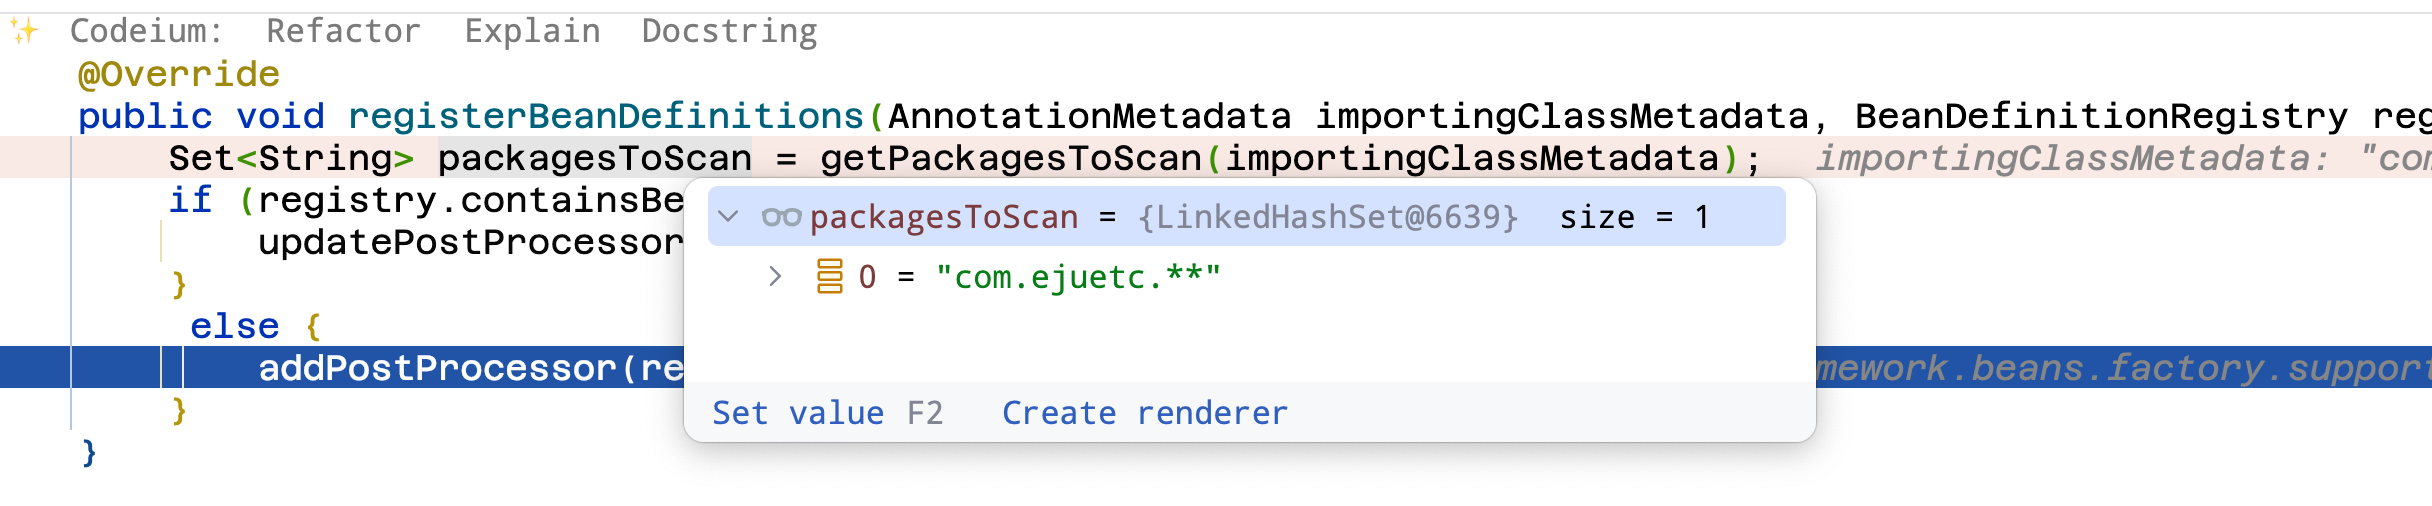 Codeium: Refactor Explain Docstring
@Override
public void registerBeanDefinitions(AnnotationMetadata importingClassMetadata, BeanDefinitionRegistry reg
Set<String> packagesToScan = getPackagesToScan(importingClassMetadata); importingClassMetadata: "com
if (registry.containsBe
packagesToScan = {LinkedHashSet@6639} size = 1
updatePostProcessor
0 = "com.ejuetc.**"
}
else {
addPostProcessor(re
mework.beans.factory.support
}
Set value F2 Create renderer
}